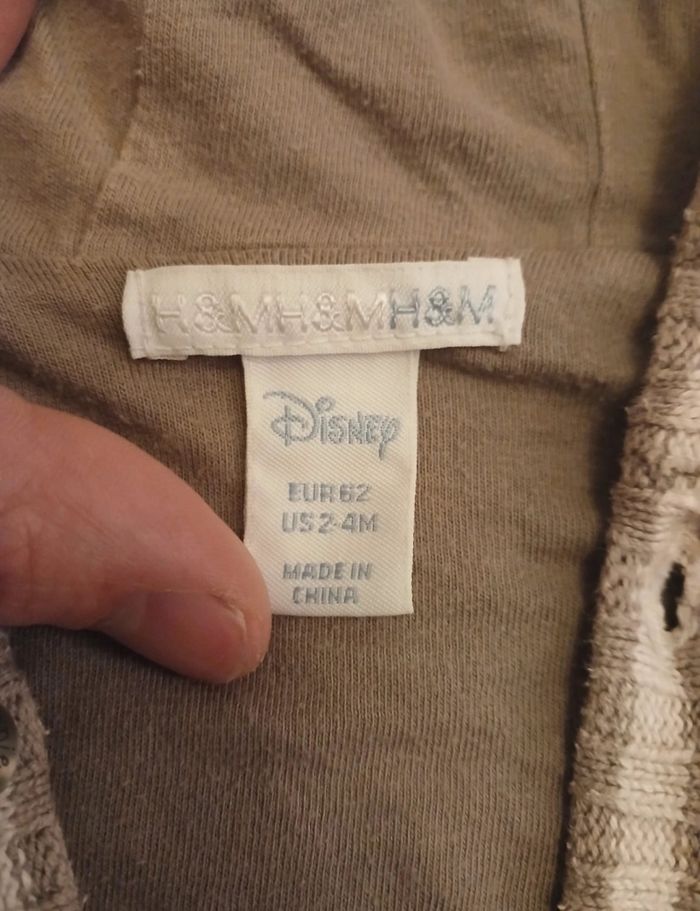 H&MH&MH&M
Disney
EUR 62
US 2-4M
MADE IN
CHINA